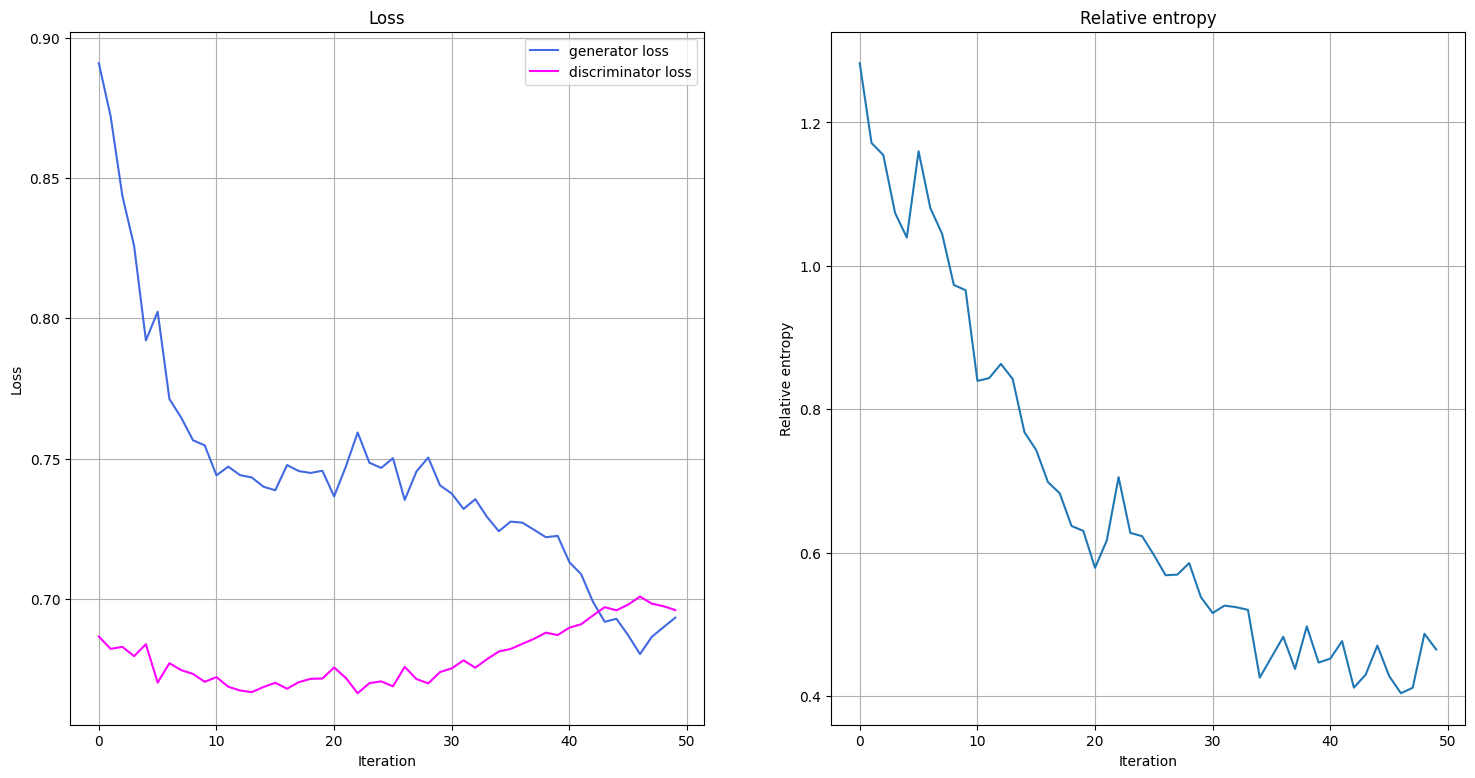 Loss
0.90
0.85
0.80
0.75
0.70
Loss
generator loss
discriminator loss
0 10 20 30 40 50
Iteration
Relative entropy
1.2
1.0
0.8
0.6
0.4
Relative entropy
0 10 20 30 40 50
Iteration